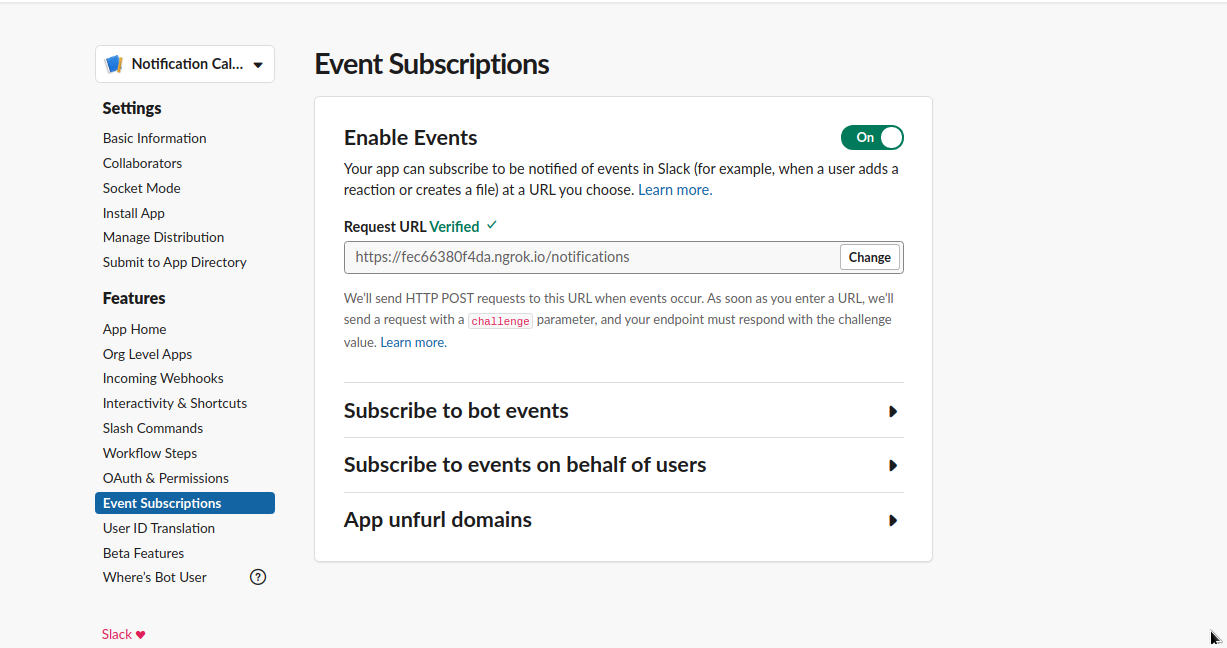 Notification Cal...
Settings
Basic Information
Collaborators
Socket Mode
Install App
Manage Distribution
Submit to App Directory
Features
App Home
Org Level Apps
Incoming Webhooks
Interactivity & Shortcuts
Slash Commands
Workflow Steps
OAuth & Permissions
Event Subscriptions
User ID Translation
Beta Features
Where's Bot User ?
Slack ♥
Event Subscriptions
Enable Events
On
Your app can subscribe to be notified of events in Slack (for example, when a user adds a
reaction or creates a file) at a URL you choose. Learn more.
Request URL Verified ✓
https://fec66380f4da.ngrok.io/notifications
Change
We'll send HTTP POST requests to this URL when events occur. As soon as you enter a URL, we'll
send a request with a challenge parameter, and your endpoint must respond with the challenge
value. Learn more.
Subscribe to bot events
Subscribe to events on behalf of users
App unfurl domains